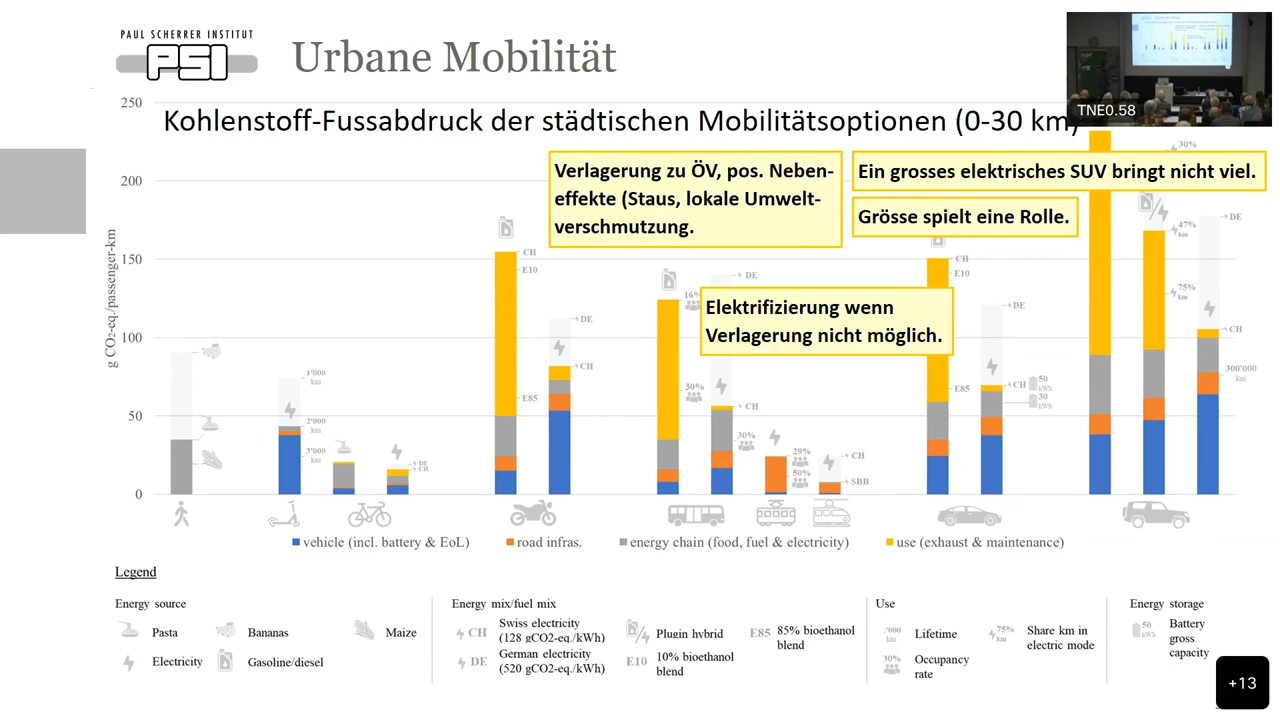 PAUL SCHERRER INSTITUT
PSI
Urbane Mobilität
TNE0.58
Kohlenstoff-Fussabdruck der städtischen Mobilitätsoptionen (0-30 km)
Verlagerung zu ÖV, pos. Neben-
effekte (Staus, lokale Umwelt-
verschmutzung.
Ein grosses elektrisches SUV bringt nicht viel.
Grösse spielt eine Rolle.
Elektrifizierung wenn
Verlagerung nicht möglich.
g CO2-eq./passenger-km
250
200
150
100
50
0
1'000
km
2'000
km
3'000
km
DE
CH
CH
E10
E85
DE
CH
16%
30%
DE
CH
30%
29%
50%
CH
SBB
CH
E10
E85
DE
CH
50
kWh
30
kWh
30%
47%
km
75%
km
DE
CH
300'000
km
vehicle (incl. battery & EoL)
road infras.
energy chain (food, fuel & electricity)
use (exhaust & maintenance)
Legend
Energy source
Pasta
Bananas
Maize
Electricity
Gasoline/diesel
Energy mix/fuel mix
CH
Swiss electricity
(128 gCO2-eq./kWh)
DE
German electricity
(520 gCO2-eq./kWh)
Plugin hybrid
E10
10% bioethanol
blend
E85
85% bioethanol
blend
Use
'000
km
Lifetime
30%
Occupancy
rate
75%
km
Share km in
electric mode
Energy storage
50
kWh
Battery
gross
capacity
+13